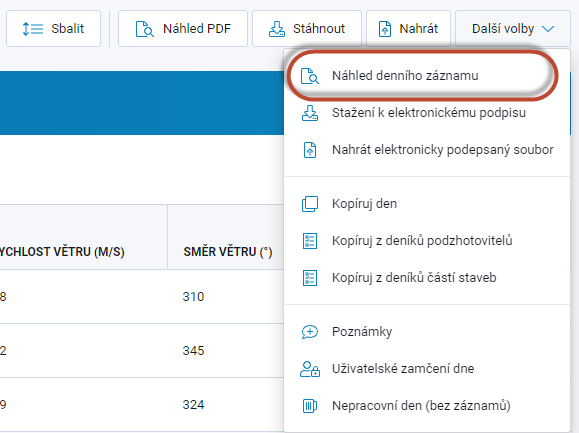 Sbalit
Náhled PDF
Stáhnout
Nahrát
Další volby
Náhled denního záznamu
Stažení k elektronickému podpisu
Nahrát elektronicky podepsaný soubor
Kopíruj den
Kopíruj z deníků podzhotovitelů
Kopíruj z deníků částí staveb
Poznámky
Uživatelské zamčení dne
Nepracovní den (bez záznamů)
YCHLOST VĚTRU (M/S) SMĚR VĚTRU (°)
8 310
2 345
9 324